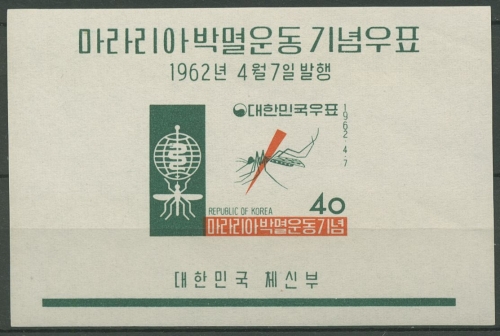 마라리아박멸운동기념우표
1962년 4월7일발행
대한민국우표
1962.4.7
REPUBLIC OF KOREA
40
마라리아박멸운동기념
대한민국 체신부